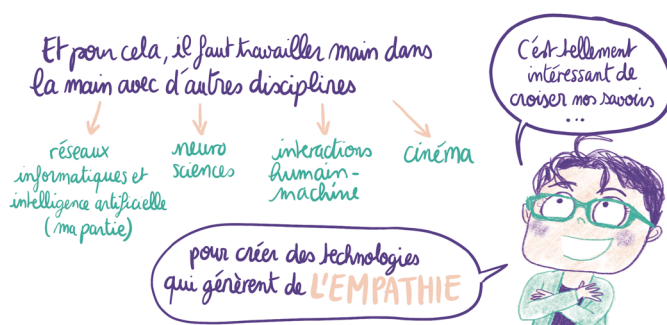 Et pour cela, il faut travailler main dans
la main avec d'autres disciplines
C'est tellement
intéressant de
croiser nos savoirs
...
réseaux
informatiques et
intelligence artificielle
(ma partie)
neuro
sciences
interactions
humain-
machine
cinéma
pour créer des technologies
qui génèrent de L'EMPATHIE